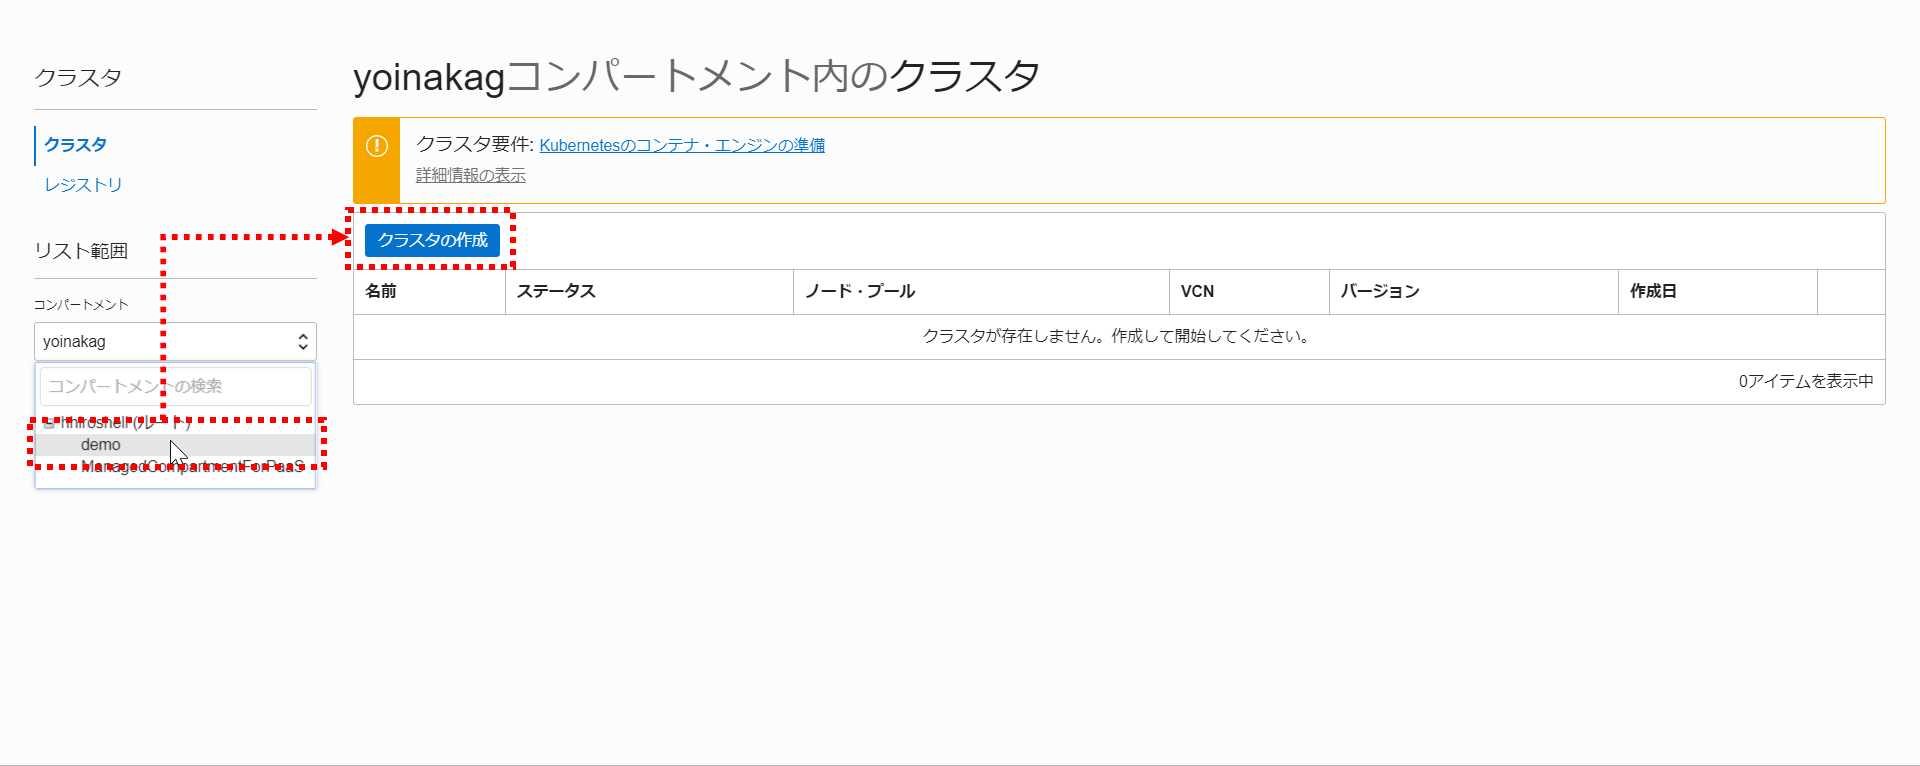 クラスタ
クラスタ
レジストリ
リスト範囲
コンパートメント
yoinakag
コンパートメントの検索
hhiroshell (ルート)
demo
ManagedCompartmentForPaaS
yoinakagコンパートメント内のクラスタ
クラスタ要件: Kubernetesのコンテナ・エンジンの準備
詳細情報の表示
クラスタの作成
名前 ステータス ノード・プール VCN バージョン 作成日
クラスタが存在しません。作成して開始してください。
0アイテムを表示中